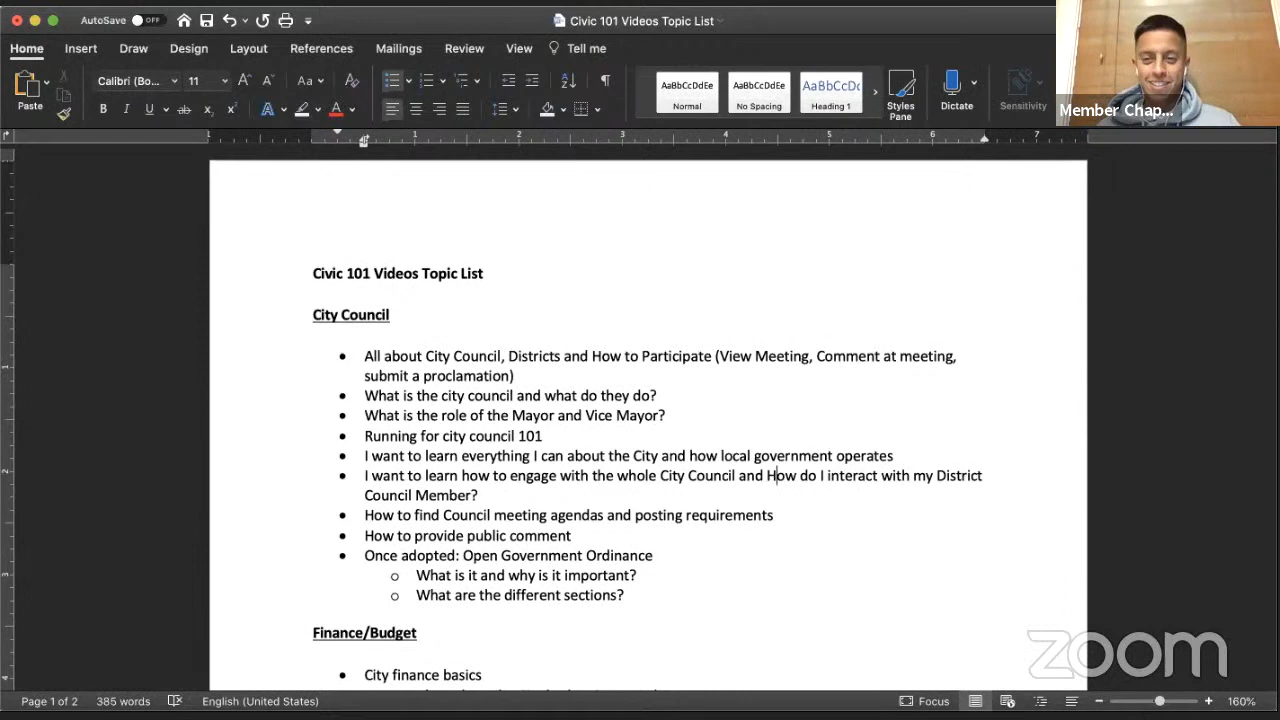 AutoSave OFF
Civic 101 Videos Topic List
Home Insert Draw Design Layout References Mailings Review View Tell me
Paste
Calibri (Bo... 11
AaBbCcDdEe AaBbCcDdEe AaBbCcDc
Normal No Spacing Heading 1
Styles Pane
Dictate
Sensitivity
Member Chap...
1 1 2 3 4 5 6 7
Civic 101 Videos Topic List
City Council
• All about City Council, Districts and How to Participate (View Meeting, Comment at meeting,
submit a proclamation)
• What is the city council and what do they do?
• What is the role of the Mayor and Vice Mayor?
• Running for city council 101
• I want to learn everything I can about the City and how local government operates
• I want to learn how to engage with the whole City Council and How do I interact with my District
Council Member?
• How to find Council meeting agendas and posting requirements
• How to provide public comment
• Once adopted: Open Government Ordinance
o What is it and why is it important?
o What are the different sections?
Finance/Budget
• City finance basics
zoom
Page 1 of 2 385 words English (United States) Focus 160%